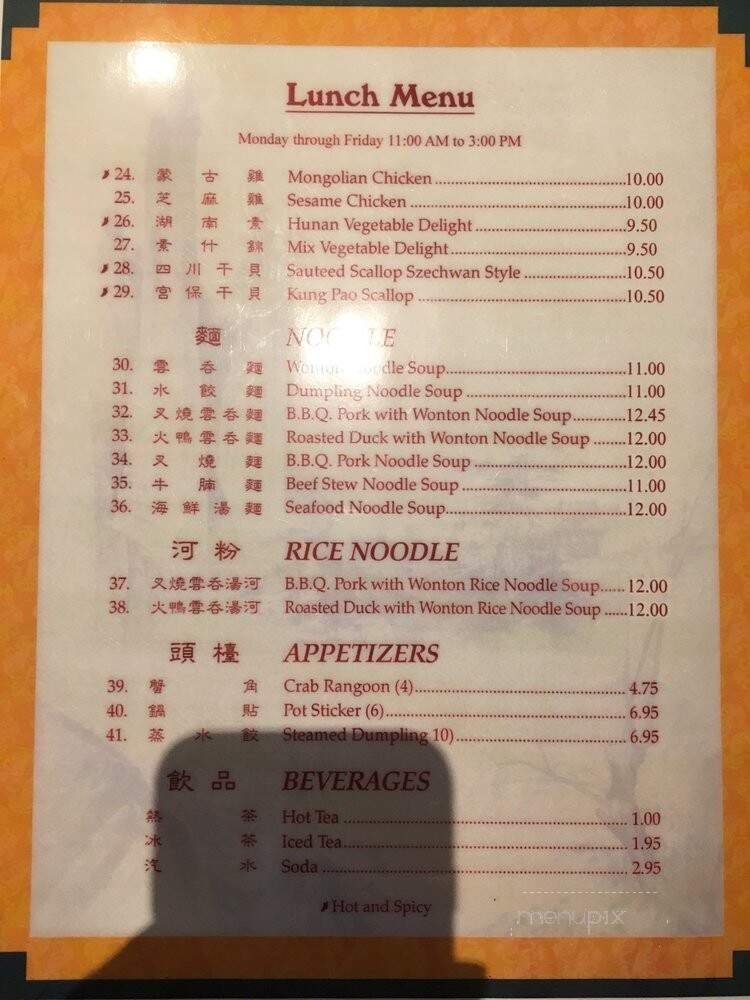 Lunch Menu
Monday through Friday 11:00 AM to 3:00 PM
24. 蒙古雞 Mongolian Chicken 10.00
25. 芝麻雞 Sesame Chicken 10.00
26. 湖南素 Hunan Vegetable Delight 9.50
27. 素什錦 Mix Vegetable Delight 9.50
28. 四川干貝 Sauteed Scallop Szechwan Style 10.50
29. 宮保干貝 Kung Pao Scallop 10.50
麵 NOODLE
30. 雲吞麵 Wonton Noodle Soup 11.00
31. 水餃麵 Dumpling Noodle Soup 11.00
32. 叉燒雲吞麵 B.B.Q. Pork with Wonton Noodle Soup 12.45
33. 火鴨雲吞麵 Roasted Duck with Wonton Noodle Soup 12.00
34. 叉燒麵 B.B.Q. Pork Noodle Soup 12.00
35. 牛腩麵 Beef Stew Noodle Soup 11.00
36. 海鮮湯麵 Seafood Noodle Soup 12.00
河粉 RICE NOODLE
37. 叉燒雲吞湯河 B.B.Q. Pork with Wonton Rice Noodle Soup 12.00
38. 火鴨雲吞湯河 Roasted Duck with Wonton Rice Noodle Soup 12.00
頭檯 APPETIZERS
39. 蟹角 Crab Rangoon (4) 4.75
40. 鍋貼 Pot Sticker (6) 6.95
41. 蒸水餃 Steamed Dumpling 10) 6.95
飲品 BEVERAGES
熱茶 Hot Tea 1.00
冰茶 Iced Tea 1.95
汽水 Soda 2.95
Hot and Spicy
menupix